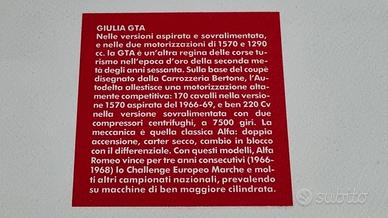 GIULIA GTA
Nelle versioni aspirato e sovralimentata,
e nelle due motorizzazioni di 1570 e 1290
cc. la GTA è un'altra regina delle corse tu-
rismo nell'epoca d'oro della seconda me-
tà degli anni sessanta. Sulla base del coupè
disegnato dalla Carrozzeria Bertone, l'Au-
todelta allestisce una motorizzazione alta-
mente competitiva: 170 cavalli nella versio-
ne 1570 aspirata del 1966-69, e ben 220 Cv
nella versione sovralimentata con due
compressori centrifughi, a 7500 giri. La
meccanica è quella classica Alfa: doppia
accensione, carter secco, cambio in blocco
con il differenziale. Con questi modelli, Alfa
Romeo vince per tre anni consecutivi (1966-
1968) lo Challenge Europeo Marche e mol-
ti altri campionati nazionali, prevalendo
su macchine di ben maggiore cilindrata.
subito